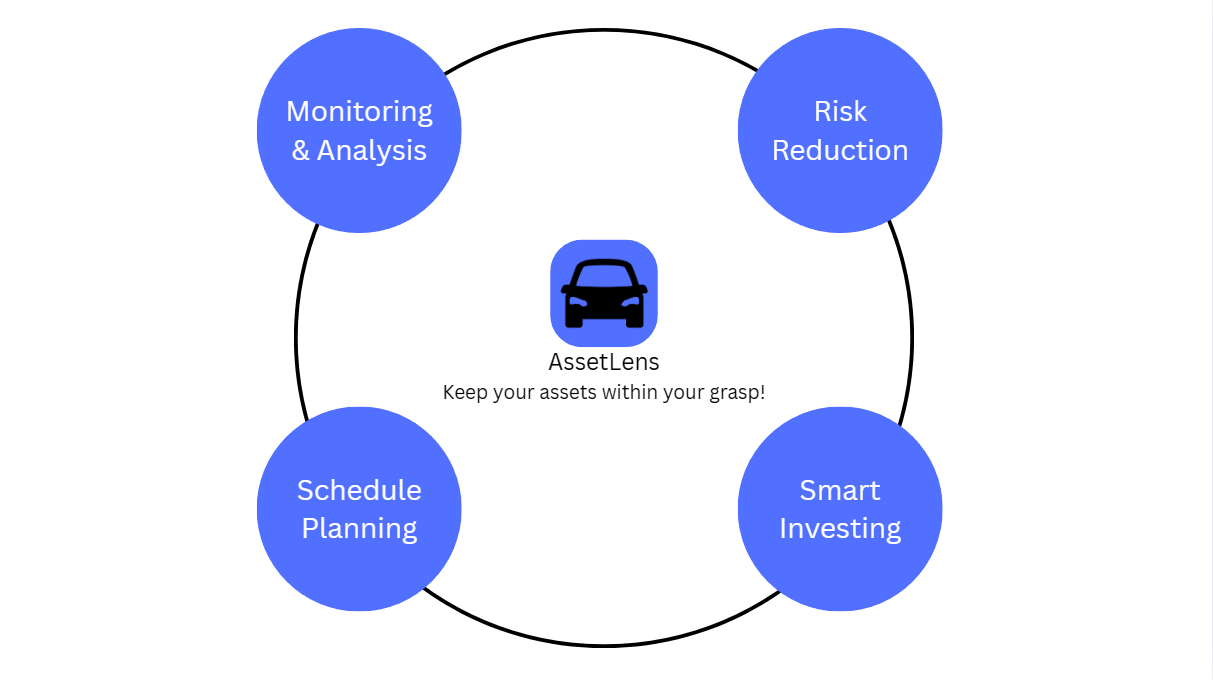 Monitoring
& Analysis
Risk
Reduction
AssetLens
Keep your assets within your grasp!
Schedule
Planning
Smart
Investing